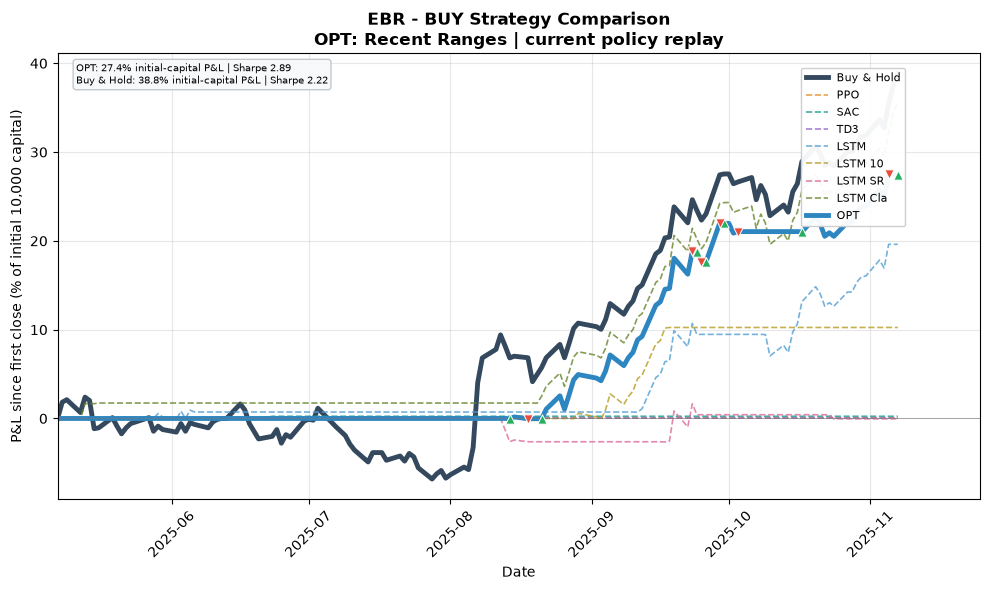 EBR - BUY Strategy Comparison
OPT: Recent Ranges | current policy replay
OPT: 27.4% initial-capital P&L | Sharpe 2.89
Buy & Hold: 38.8% initial-capital P&L | Sharpe 2.22
Buy & Hold
PPO
SAC
TD3
LSTM
LSTM 10
LSTM SR
LSTM Cla
OPT
P&L since first close (% of initial 10,000 capital)
40
30
20
10
0
2025-06
2025-07
2025-08
2025-09
2025-10
2025-11
Date